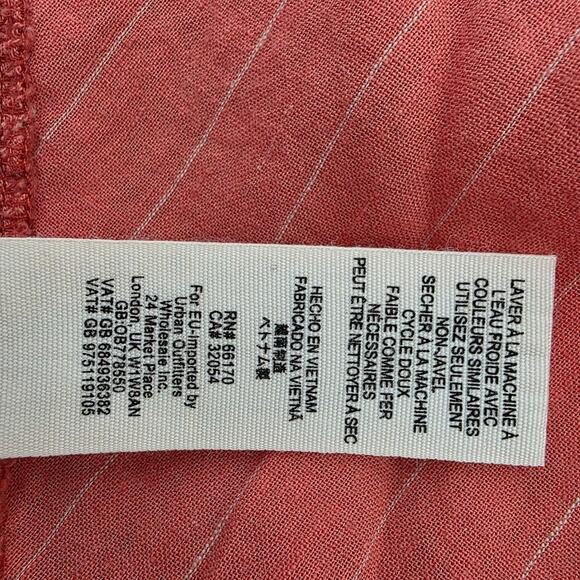 LAVER À LA MACHINE À
L'EAU FROIDE AVEC
COULEURS SIMILAIRES
UTILISEZ SEULEMENT
NON-JAVEL
SECHER À LA MACHINE
CYCLE DOUX
FAIBLE COMME FER
NÉCESSAIRES
PEUT ÊTRE NETTOYER À SEC
HECHO EN VIETNAM
FABRICADO NA VIETNÃ
越南制造
ベトナム製
RN# 66170
CA# 32054
For EU-Imported by
Urban Outfitters
Wholesale Inc.
24 Market Place
London, UK W1W8AN
GB:OB778550
VAT# GB 684936382
VAT# GB 975119105